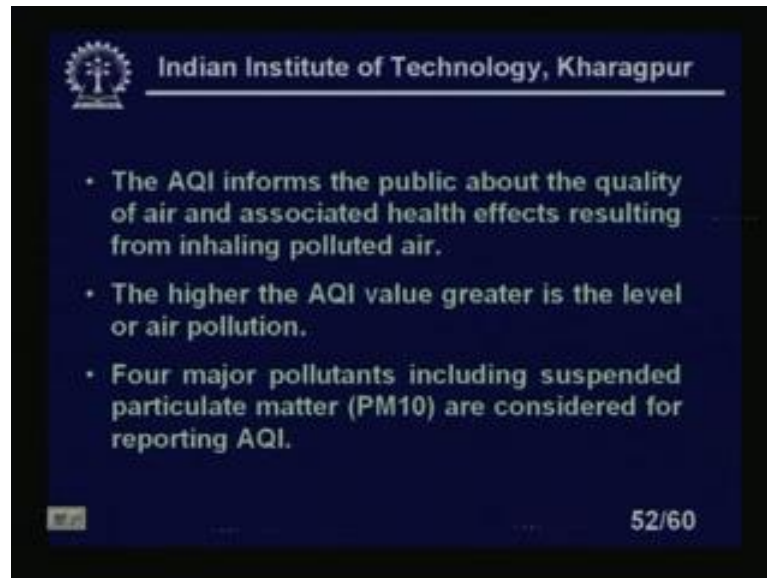 Indian Institute of Technology, Kharagpur
• The AQI informs the public about the quality
of air and associated health effects resulting
from inhaling polluted air.
• The higher the AQI value greater is the level
or air pollution.
• Four major pollutants including suspended
particulate matter (PM10) are considered for
reporting AQI.
52/60